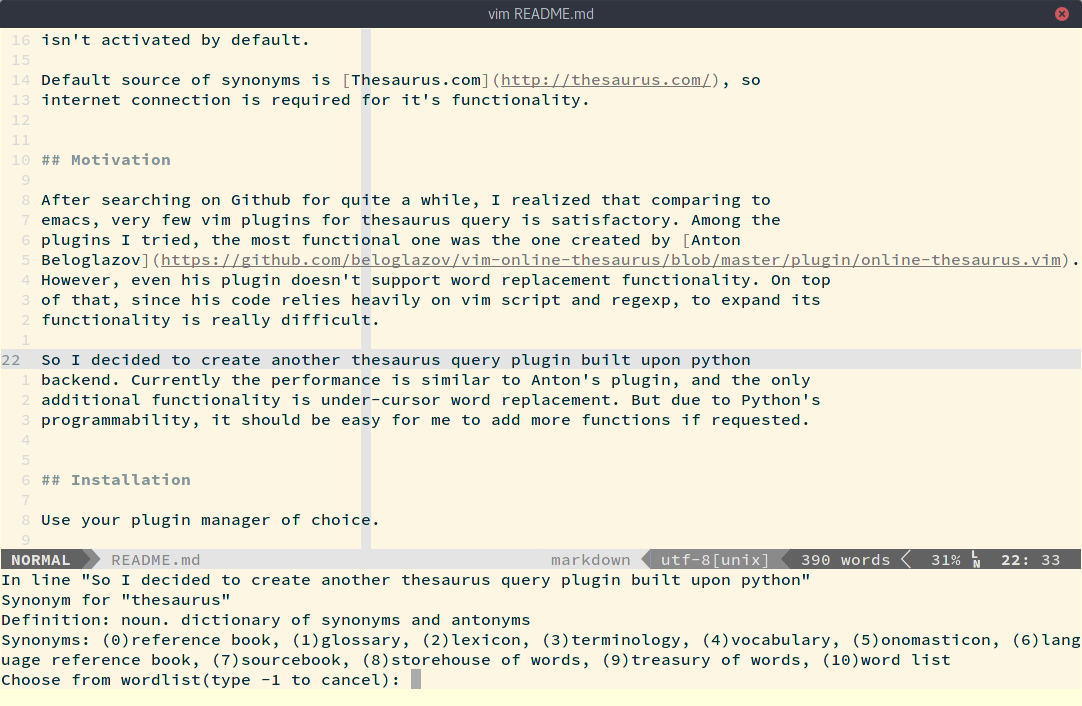 vim README.md
16 isn't activated by default.
15
14 Default source of synonyms is [Thesaurus.com](http://thesaurus.com/), so
13 internet connection is required for it's functionality.
12
11
10 ## Motivation
9
8 After searching on Github for quite a while, I realized that comparing to
7 emacs, very few vim plugins for thesaurus query is satisfactory. Among the
6 plugins I tried, the most functional one was the one created by [Anton
5 Beloglazov](https://github.com/beloglazov/vim-online-thesaurus/blob/master/plugin/online-thesaurus.vim).
4 However, even his plugin doesn't support word replacement functionality. On top
3 of that, since his code relies heavily on vim script and regexp, to expand its
2 functionality is really difficult.
1
22 So I decided to create another thesaurus query plugin built upon python
1 backend. Currently the performance is similar to Anton's plugin, and the only
2 additional functionality is under-cursor word replacement. But due to Python's
3 programmability, it should be easy for me to add more functions if requested.
4
5
6 ## Installation
7
8 Use your plugin manager of choice.
9
NORMAL README.md markdown utf-8[unix] 390 words 31% LN 22: 33
In line "So I decided to create another thesaurus query plugin built upon python"
Synonym for "thesaurus"
Definition: noun. dictionary of synonyms and antonyms
Synonyms: (0)reference book, (1)glossary, (2)lexicon, (3)terminology, (4)vocabulary, (5)onomasticon, (6)lang
uage reference book, (7)sourcebook, (8)storehouse of words, (9)treasury of words, (10)word list
Choose from wordlist(type -1 to cancel):